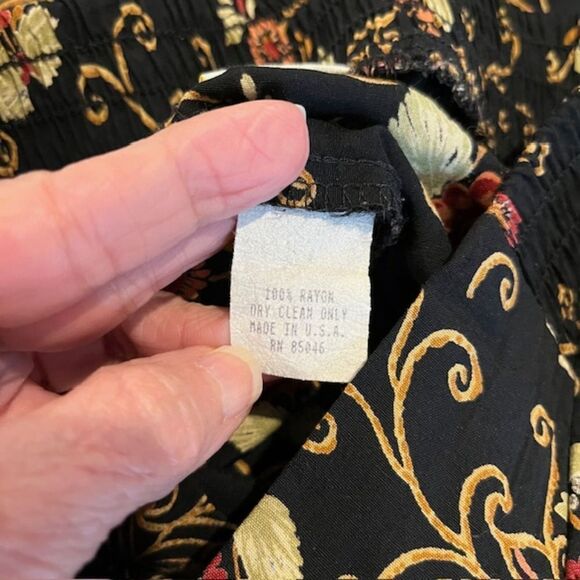 100% RAYON
DRY CLEAN ONLY
MADE IN U.S.A.
RN 85046